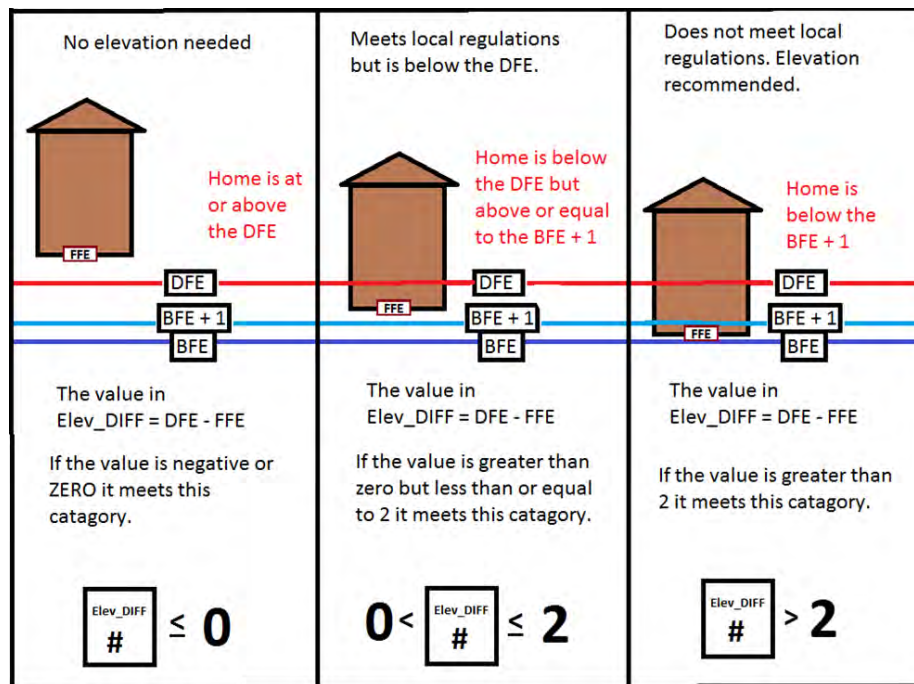 No elevation needed
FFE
Home is at
or above
the DFE
DFE
BFE + 1
BFE
The value in
Elev_DIFF = DFE - FFE
If the value is negative or
ZERO it meets this
catagory.
Elev_DIFF
#
≤ 0
Meets local regulations
but is below the DFE.
Home is below
the DFE but
above or equal
to the BFE + 1
DFE
FFE
BFE + 1
BFE
The value in
Elev_DIFF = DFE - FFE
If the value is greater than
zero but less than or equal
to 2 it meets this catagory.
0 <
Elev_DIFF
#
≤ 2
Does not meet local
regulations. Elevation
recommended.
Home is
below the
BFE + 1
DFE
BFE + 1
FFE
BFE
The value in
Elev_DIFF = DFE - FFE
If the value is greater than
2 it meets this catagory.
Elev_DIFF
#
> 2